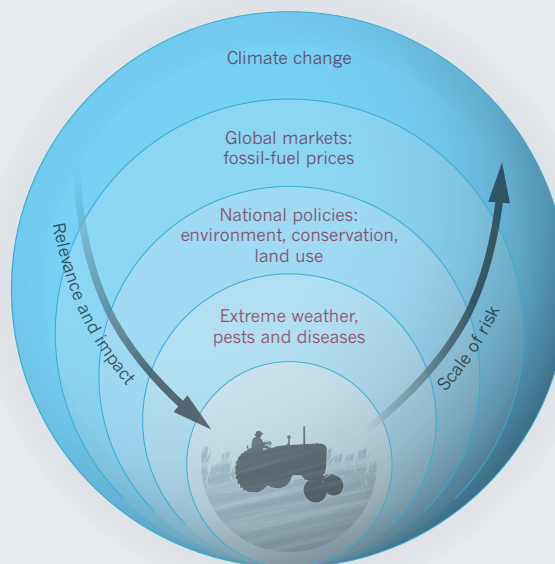 Climate change
Global markets:
fossil-fuel prices
National policies:
environment, conservation,
land use
Extreme weather,
pests and diseases
Relevance and impact
Scale of risk